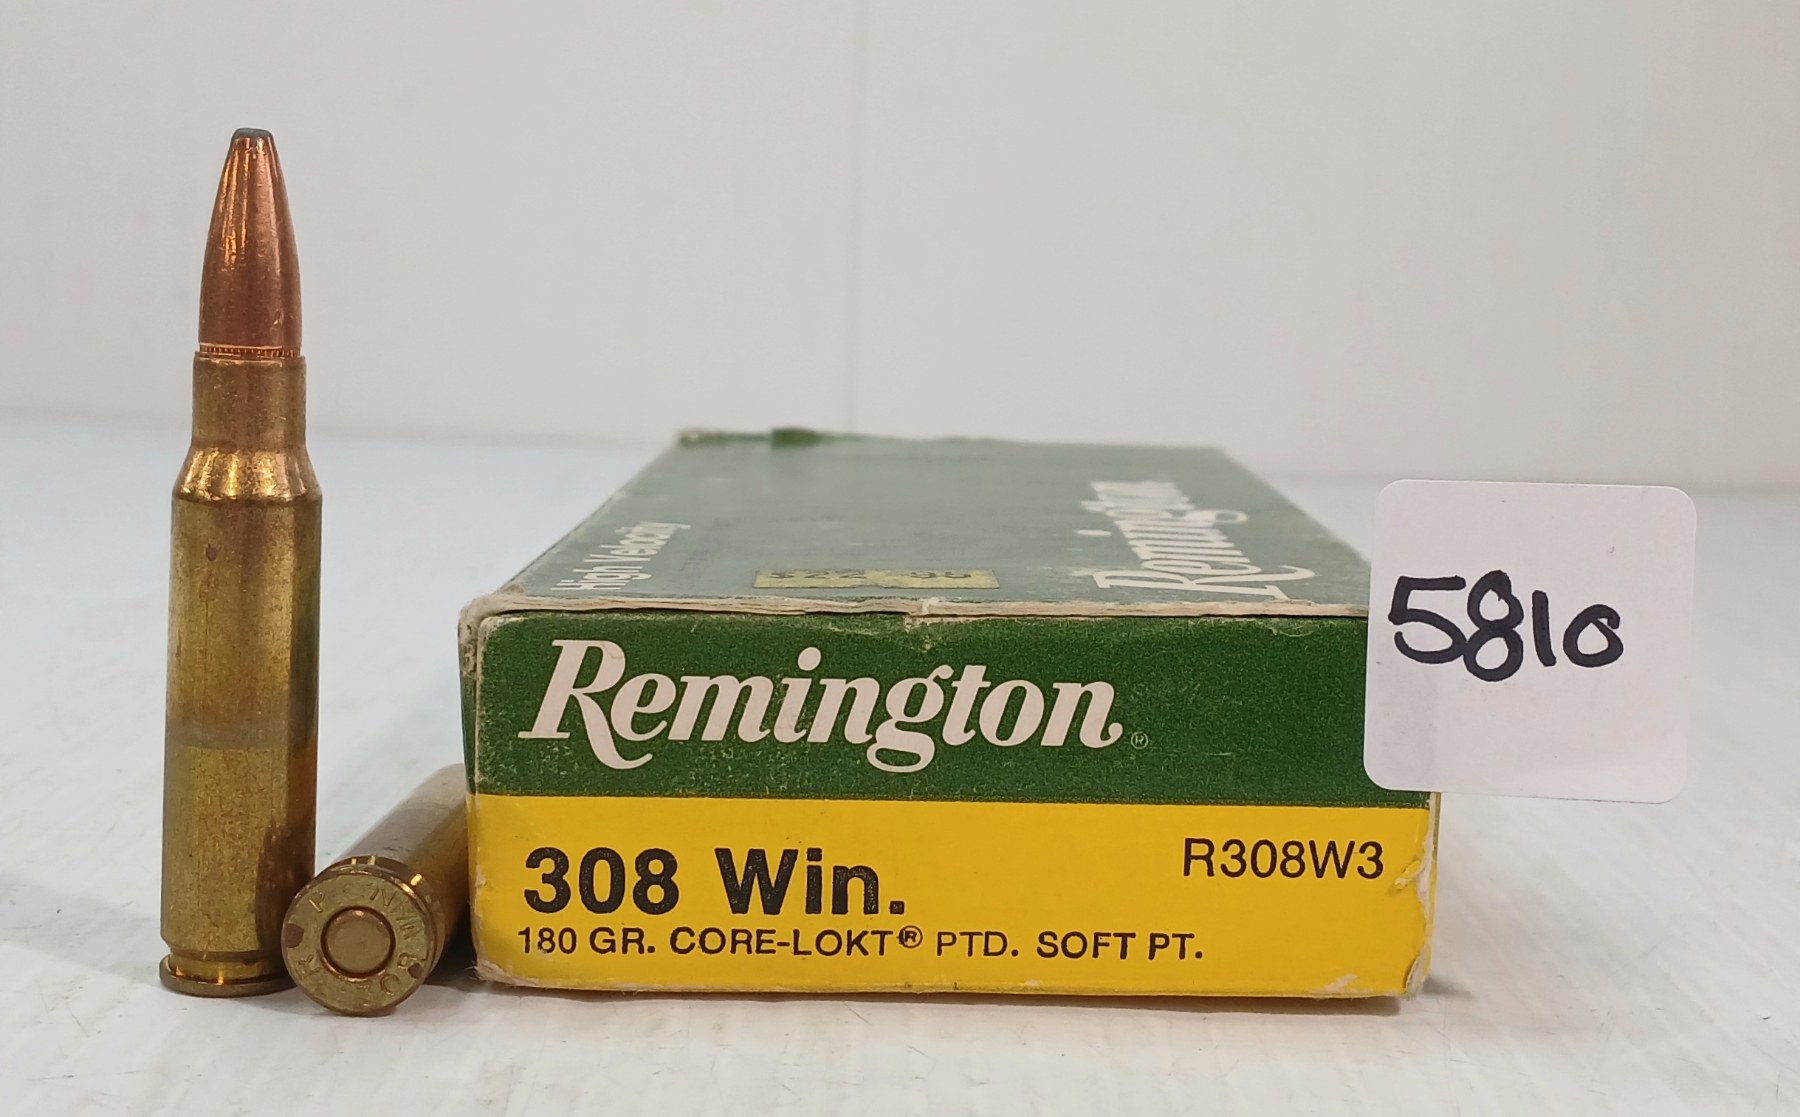 High Velocity
Remington
Remington®
308 Win.
R308W3
180 GR. CORE-LOKT® PTD. SOFT PT.
5810